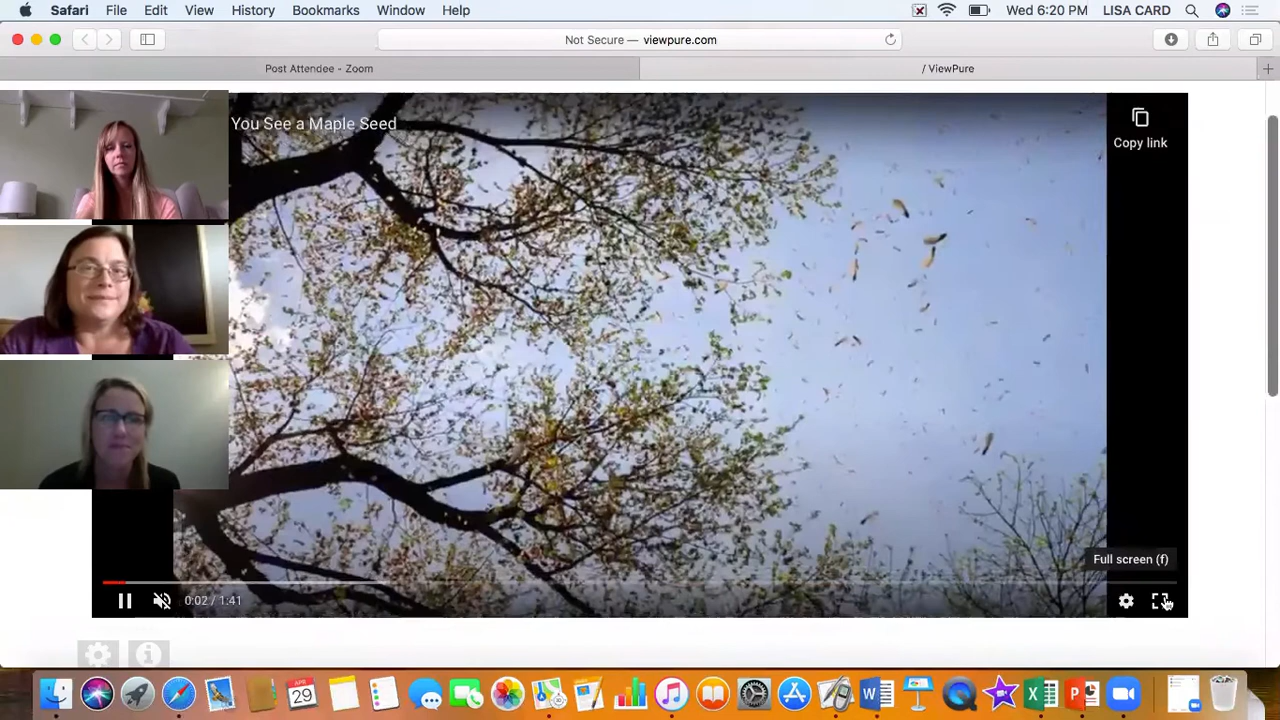 Safari File Edit View History Bookmarks Window Help Wed 6:20 PM LISA CARD
Not Secure — viewpure.com
Post Attendee - Zoom / ViewPure
You See a Maple Seed
Copy link
Full screen (f)
0:02 / 1:41
APR
29